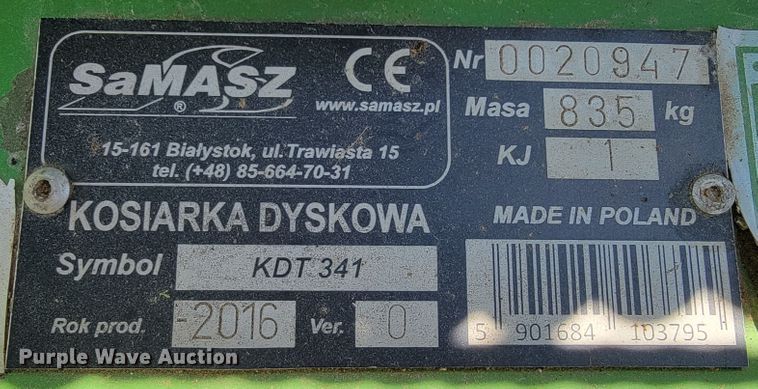 SaMASZ
®
CE
www.samasz.pl
15-161 Białystok, ul. Trawiasta 15
tel. (+48) 85-664-70-31
Nr 0020947
Masa 835 kg
KJ 1
KOSIARKA DYSKOWA
MADE IN POLAND
Symbol KDT 341
Rok prod. 2016 Ver. 0
5 901684 103795
Purple Wave Auction